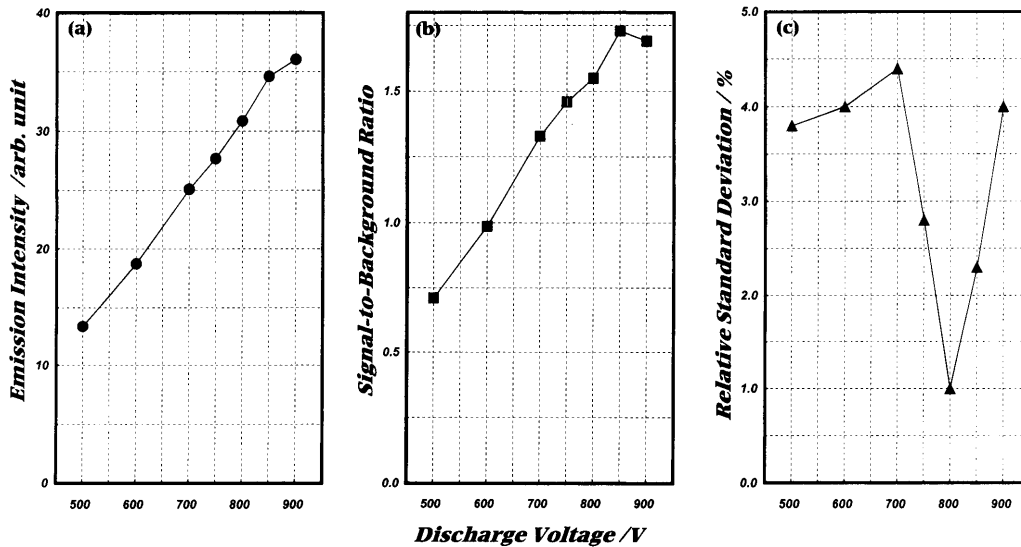 (a)
Emission Intensity /arb. unit
40
30
20
10
0
500 600 700 800 900
(b)
Signal-to-Background Ratio
1.5
1.0
0.5
0.0
500 600 700 800 900
(c)
Relative Standard Deviation / %
5.0
4.0
3.0
2.0
1.0
0.0
500 600 700 800 900
Discharge Voltage /V